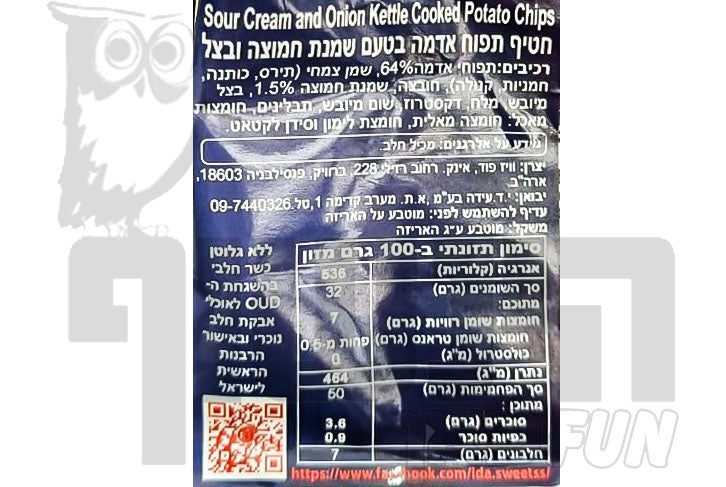 Sour Cream and Onion Kettle Cooked Potato Chips
חטיף תפוח אדמה בטעם שמנת חמוצה ובצל
רכיבים:תפוחי אדמה64%, שמן צמחי (תירס, כותנה,
חמניות, קנולה), חובצה, שמנת חמוצה 1.5%, בצל
מיובש, מלח, דקסטרוז, שום מיובש, תבלינים, חומצות
מאכל: חומצה מאלית, חומצת לימון וסידן לקטאט.
מידע על אלרגנים: מכיל חלב.
יצרן: וויז פוד, אינק. רחוב רזילי 228, ברוויק, פנסילבניה 18603,
ארה"ב.
יבואן: י.ד.עידה בע"מ ,א.ת. מערב קדימה 1,טל.09-7440326
עדיף להשתמש לפני: מוטבע על האריזה
משקל: מוטבע ע״ג האריזה
סימון תזונתי ב-100 גרם מזון
אנרגיה (קלוריות) 536
סך השומנים (גרם) 32
מתוכם:
חומצות שומן רוויות (גרם) 7
חומצות שומן טראנס (גרם) פחות מ-0,5
כולסטרול (מ"ג) 0
נתרן (מ"ג) 464
סך הפחמימות (גרם) 50
מתוכן:
סוכרים (גרם) 3.6
כפיות סוכר 0.9
חלבונים (גרם) 7
ללא גלוטן
כשר חלבי
בהשגחת ה-
OUD לאוכלי
אבקת חלב
נוכרי ובאישור
הרבנות
הראשית
לישראל
https://www.facebook.com/ida.sweetss/
FUN